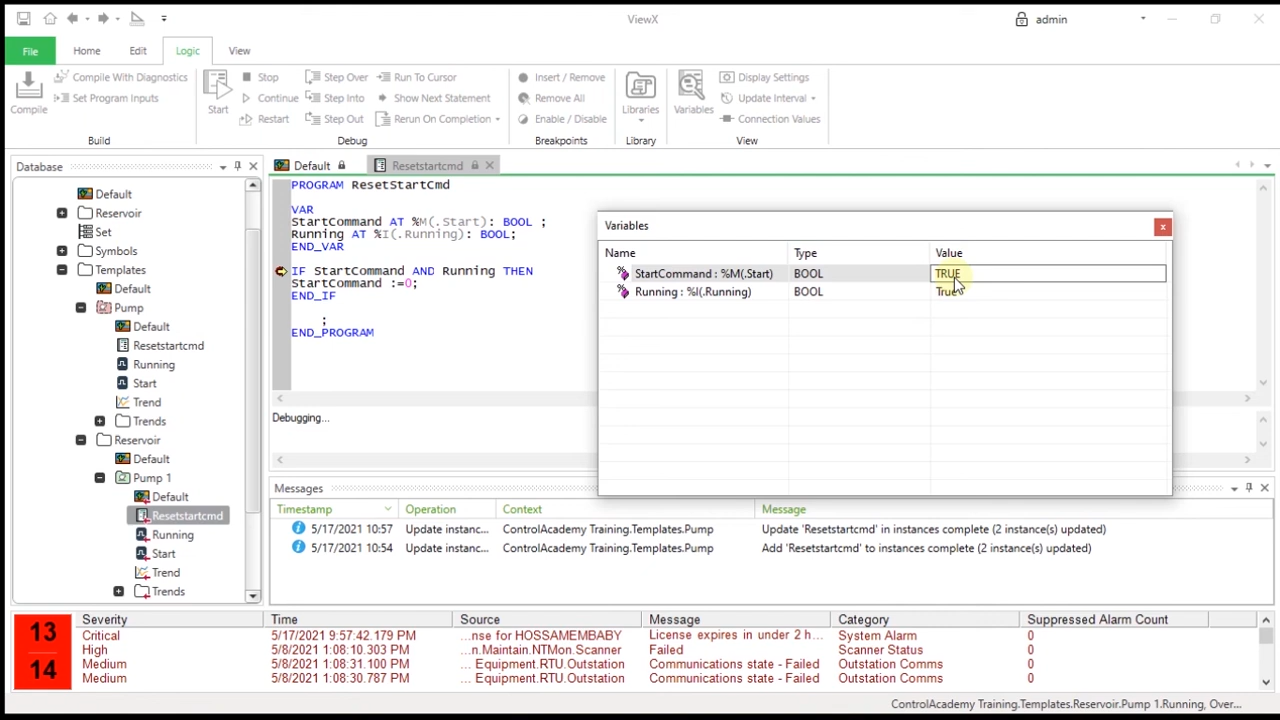 ViewX
admin
File Home Edit Logic View
Compile With Diagnostics Stop Step Over Run To Cursor Insert / Remove Display Settings
Set Program Inputs Continue Step Into Show Next Statement Remove All Update Interval
Compile Start Restart Step Out Rerun On Completion Enable / Disable Libraries Variables Connection Values
Build Debug Breakpoints Library View
Database
Default
Reservoir
Set
Symbols
Templates
Default
Pump
Default
Resetstartcmd
Running
Start
Trend
Trends
Reservoir
Default
Pump 1
Default
Resetstartcmd
Running
Start
Trend
Trends
Default Resetstartcmd
PROGRAM ResetStartCmd
VAR
StartCommand AT %M(.Start): BOOL ;
Running AT %I(.Running): BOOL;
END_VAR
IF StartCommand AND Running THEN
StartCommand :=0;
END_IF
;
END_PROGRAM
Debugging...
Variables
Name Type Value
StartCommand : %M(.Start) BOOL TRUE
Running : %I(.Running) BOOL True
Messages
Timestamp Operation Context Message
5/17/2021 10:57 Update instanc... ControlAcademy Training.Templates.Pump Update 'Resetstartcmd' in instances complete (2 instance(s) updated)
5/17/2021 10:54 Update instanc... ControlAcademy Training.Templates.Pump Add 'Resetstartcmd' to instances complete (2 instance(s) updated)
13
14
Severity Time Source Message Category Suppressed Alarm Count
Critical 5/17/2021 9:57:42.179 PM ...nse for HOSSAMEMBABY License expires in under 2 h... System Alarm 0
High 5/8/2021 1:08:10.303 PM ...n.Maintain.NTMon.Scanner Failed Scanner Status 0
Medium 5/8/2021 1:08:31.100 PM ... Equipment.RTU.Outstation Communications state - Failed Outstation Comms 0
Medium 5/8/2021 1:08:30.787 PM ... Equipment.RTU.Outstation Communications state - Failed Outstation Comms 0
ControlAcademy Training.Templates.Reservoir.Pump 1.Running, Over...